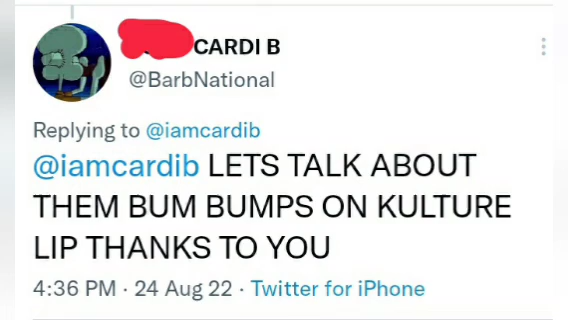 CARDI B
@BarbNational
Replying to @iamcardib
@iamcardib LETS TALK ABOUT
THEM BUM BUMPS ON KULTURE
LIP THANKS TO YOU
4:36 PM · 24 Aug 22 · Twitter for iPhone